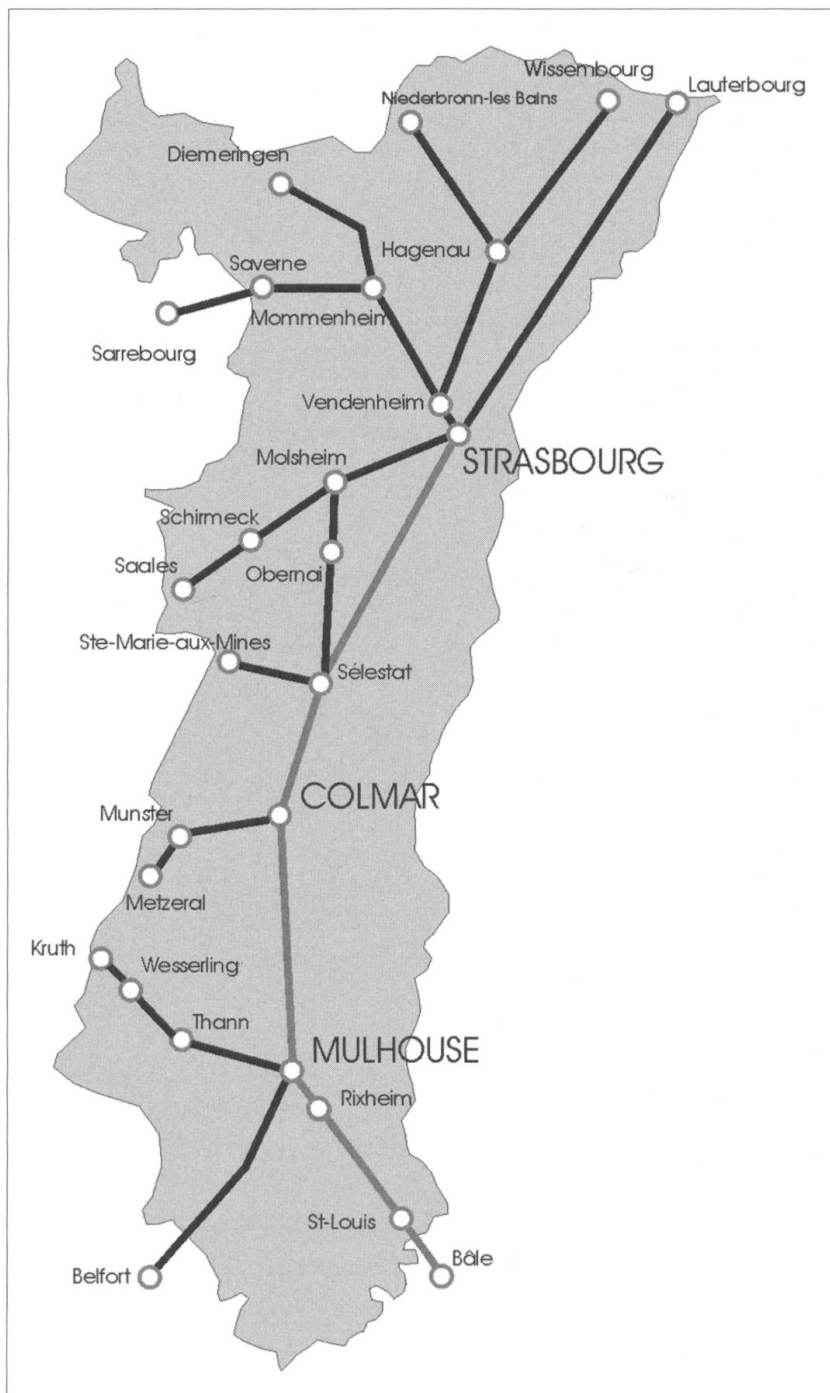 Wissembourg
Lauterbourg
Niederbronn-les Bains
Diemeringen
Hagenau
Saverne
Mommenheim
Sarrebourg
Vendenheim
STRASBOURG
Molsheim
Schirmeck
Saales
Obernai
Ste-Marie-aux-Mines
Sélestat
COLMAR
Munster
Metzeral
Kruth
Wesserling
Thann
MULHOUSE
Rixheim
St-Louis
Bâle
Belfort